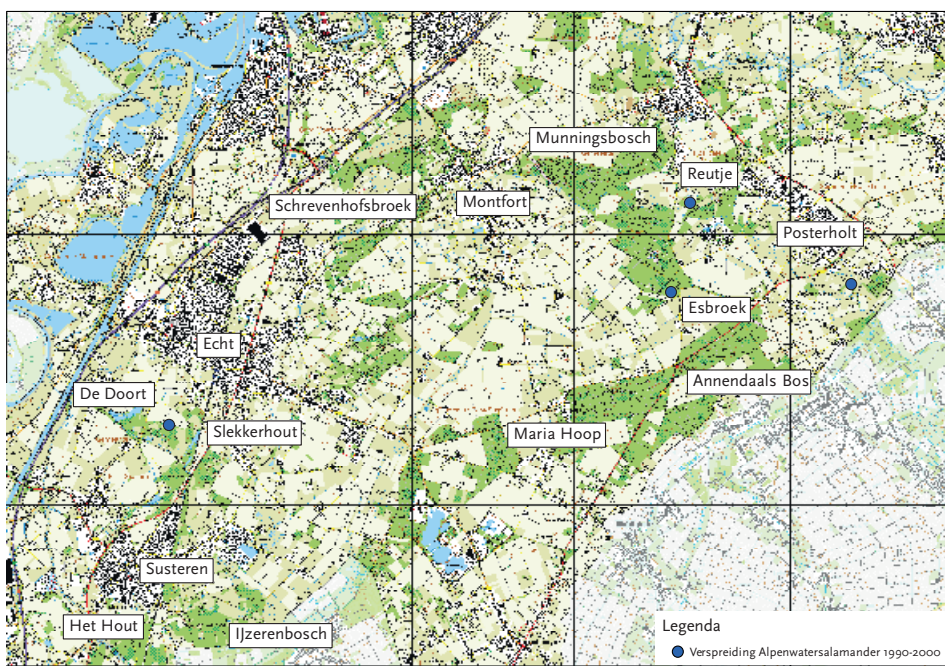 Munningsbosch
Reutje
Schrevenhofsbroek
Montfort
Posterholt
Esbroek
Echt
Annendaals Bos
De Doort
Slekkerhout
Maria Hoop
Susteren
Het Hout
IJzerenbosch
Legenda
Verspreiding Alpenwatersalamander 1990-2000